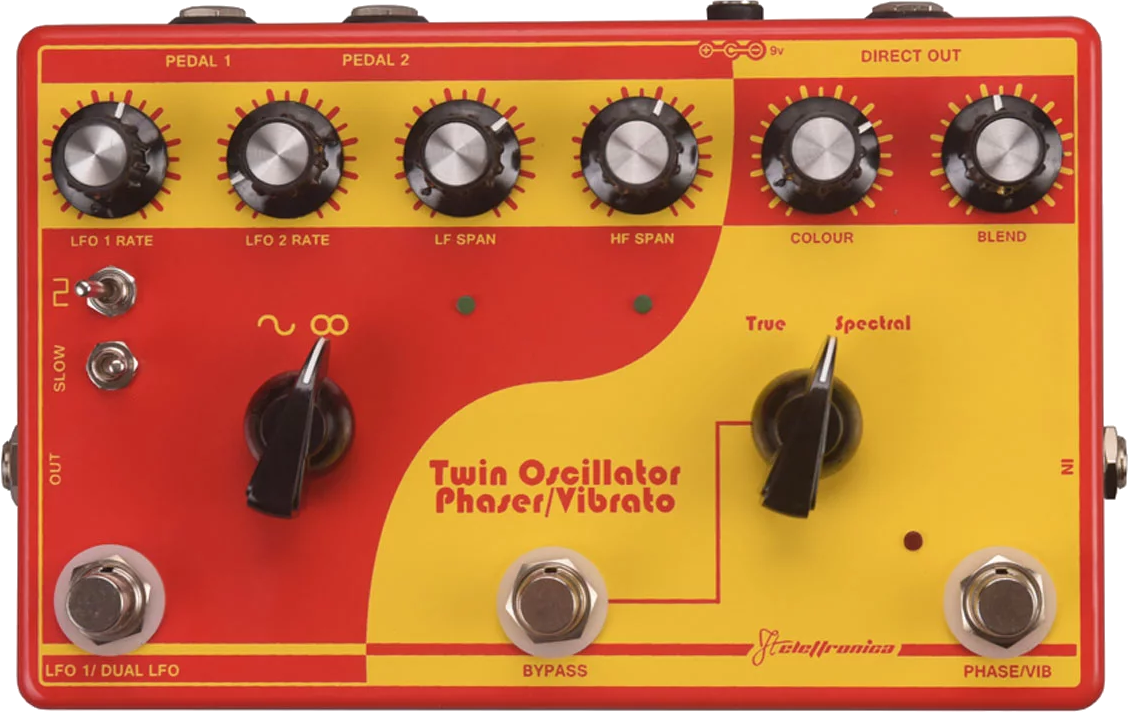 PEDAL 1
PEDAL 2
9v
DIRECT OUT
LFO 1 RATE
LFO 2 RATE
LF SPAN
HF SPAN
COLOUR
BLEND
True
Spectral
SLOW
OUT
IN
Twin Oscillator
Phaser/Vibrato
elettronica
LFO 1/ DUAL LFO
BYPASS
PHASE/VIB